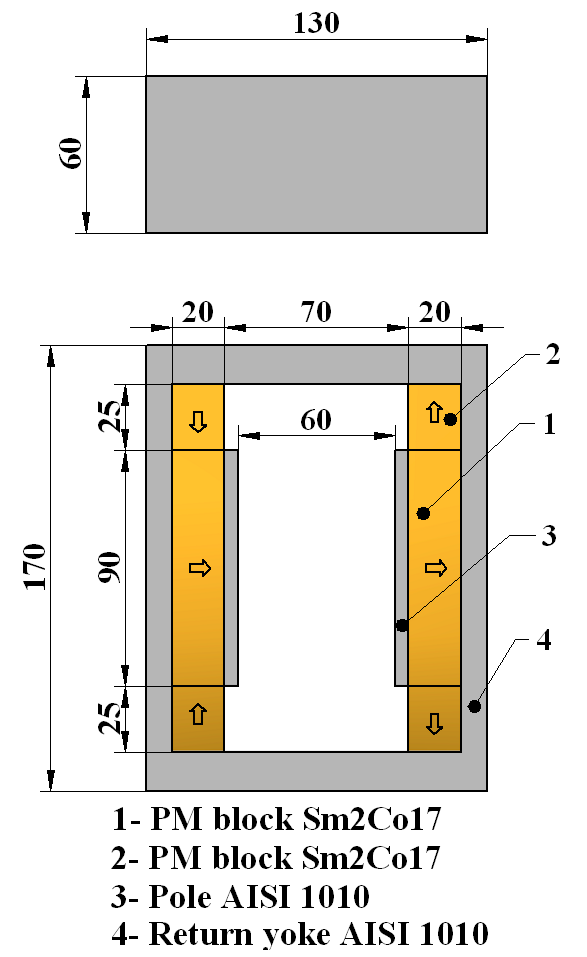 130
60
20 70 20
2
25
60
1
90
3
170
4
25
1- PM block Sm2Co17
2- PM block Sm2Co17
3- Pole AISI 1010
4- Return yoke AISI 1010